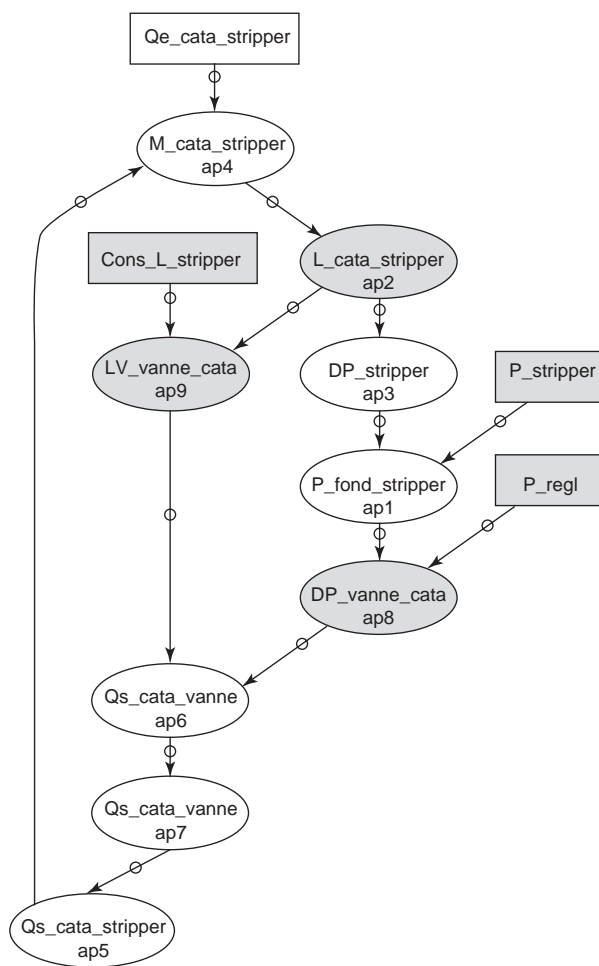 Qe_cata_stripper
M_cata_stripper
ap4
Cons_L_stripper
L_cata_stripper
ap2
LV_vanne_cata
ap9
DP_stripper
ap3
P_stripper
P_fond_stripper
ap1
P_regl
DP_vanne_cata
ap8
Qs_cata_vanne
ap6
Qs_cata_vanne
ap7
Qs_cata_stripper
ap5